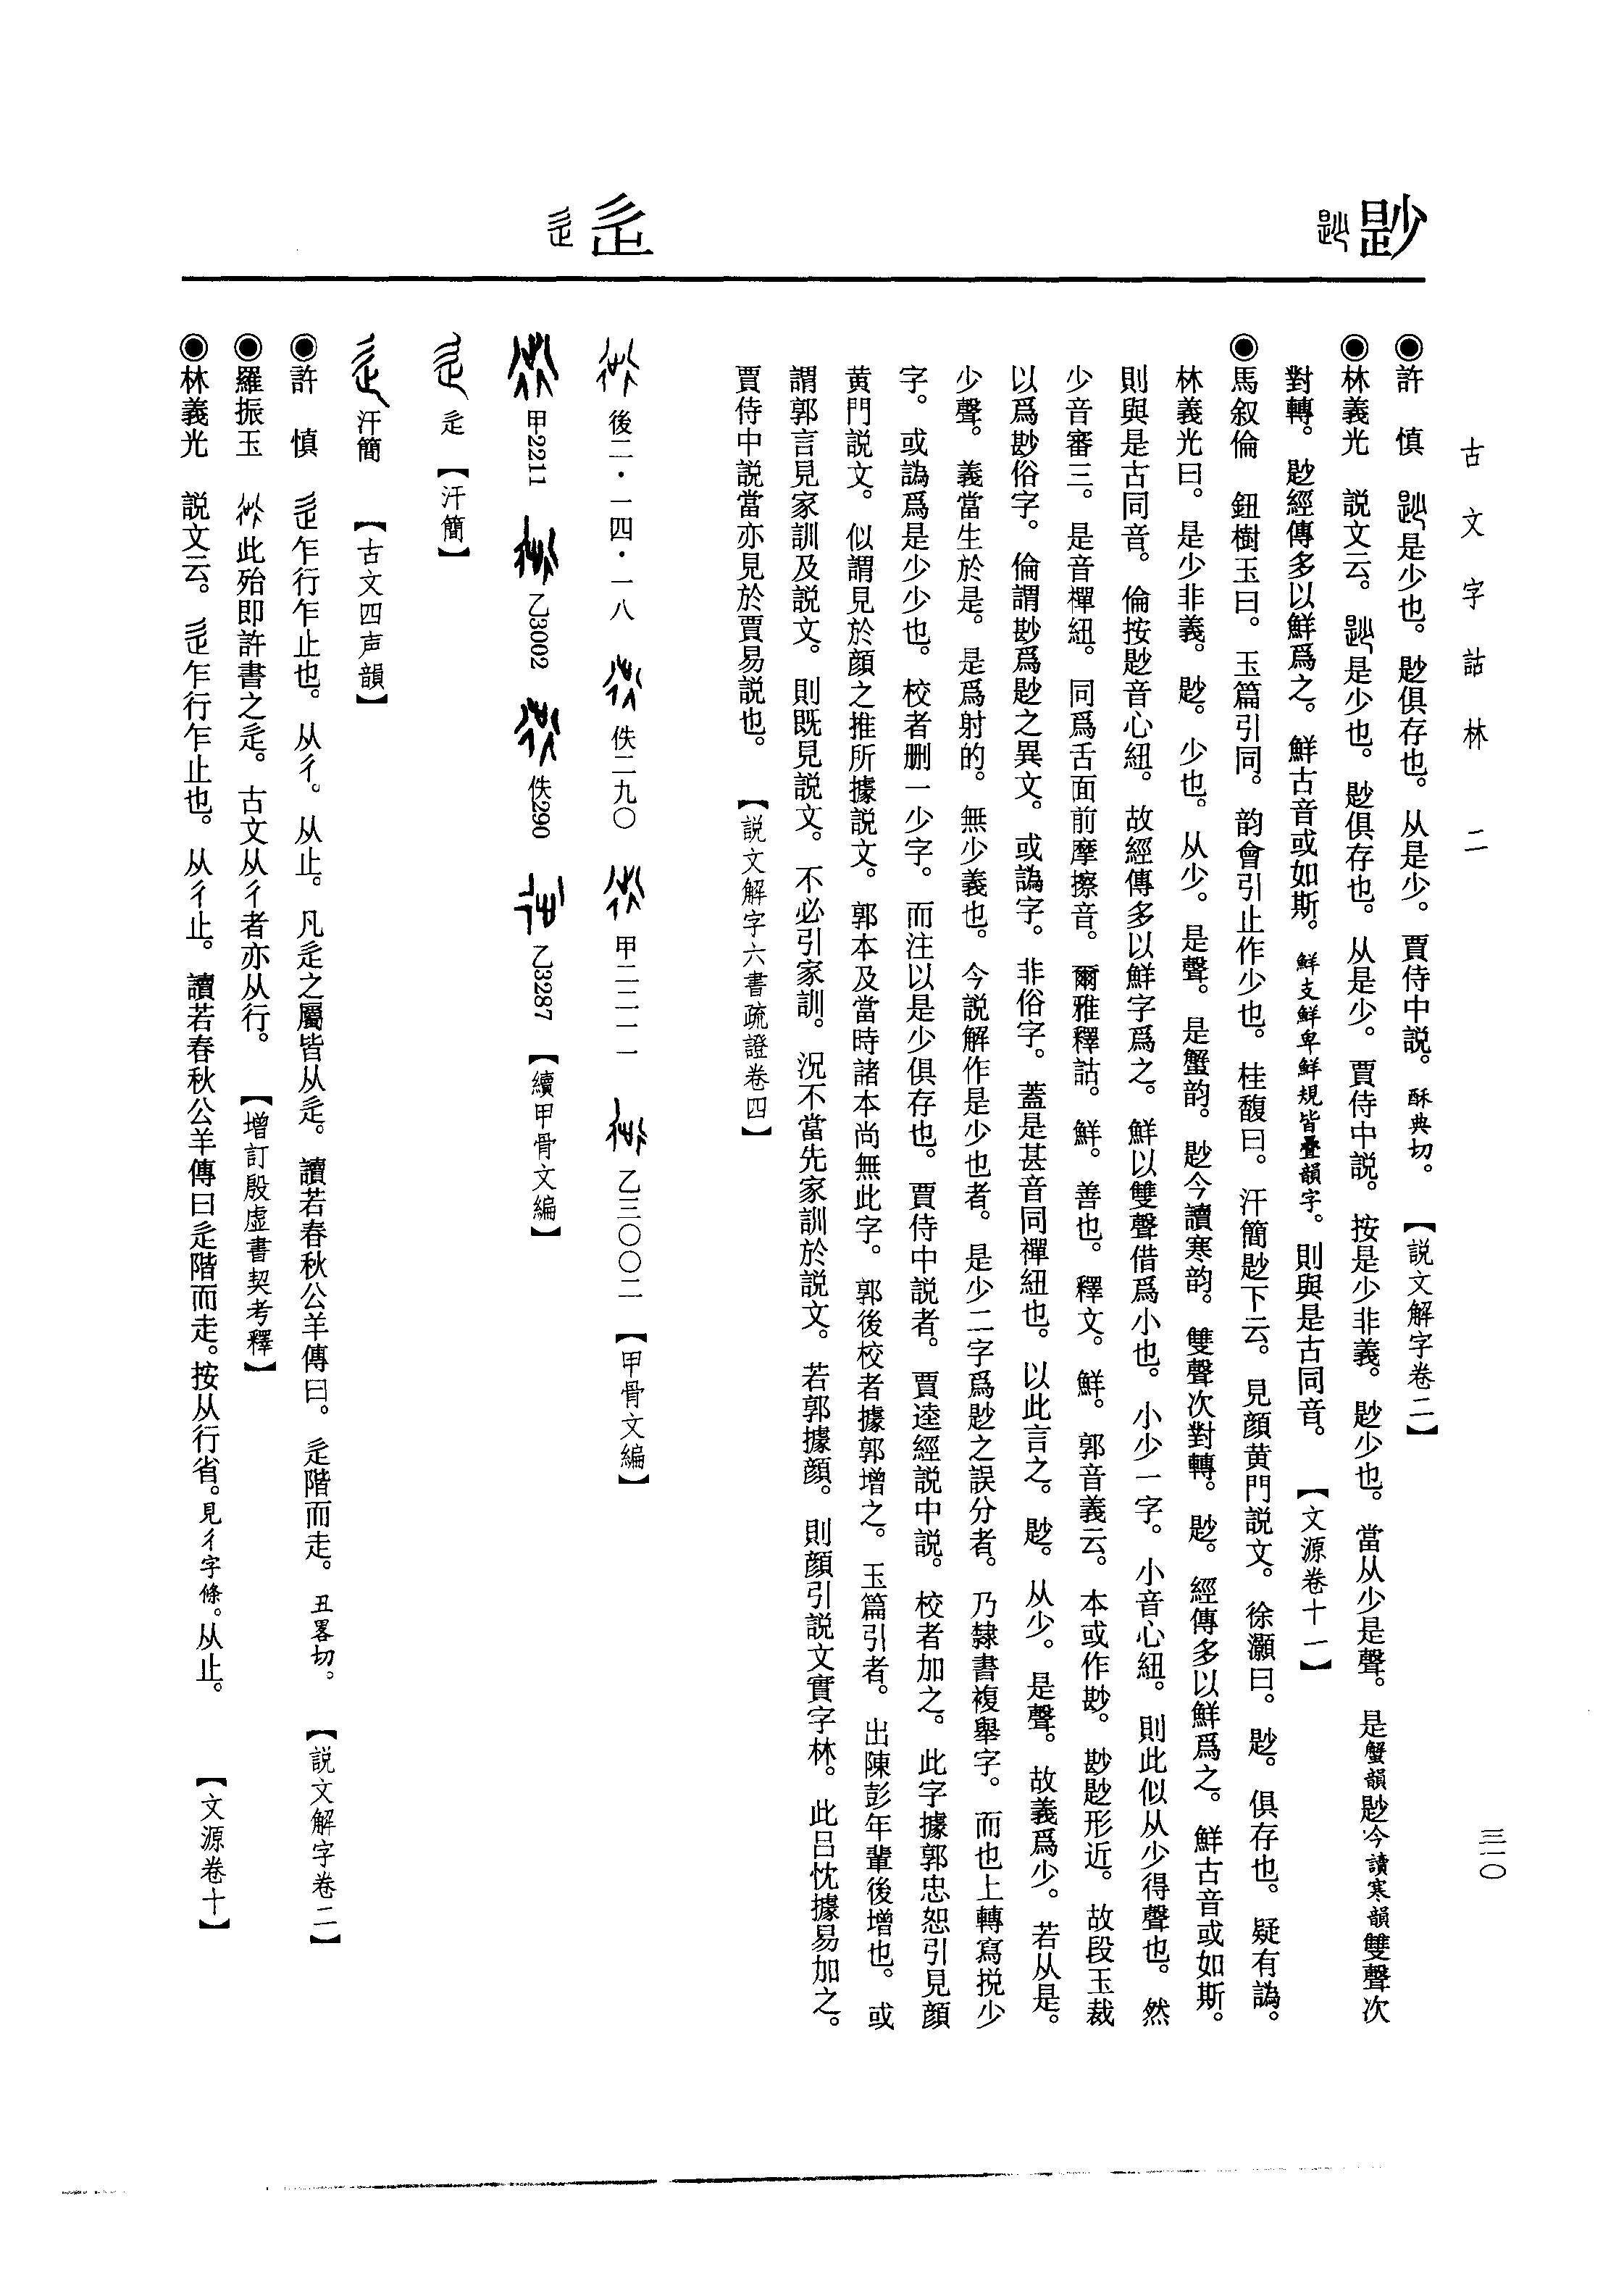 古文字詁林　二
三一〇
尟
◉許　慎　尟是少也。尟俱存也。从是少。賈侍中説。酥典切。【説文解字卷二】
◉林義光　説文云。尟是少也。尟俱存也。从是少。賈侍中説。按是少非義。尟少也。當从少是聲。是蟹韻尟今讀寒韻雙聲次
對轉。尟經傳多以鮮爲之。鮮古音或如斯。鮮支鮮卑鮮規皆疊韻字。則與是古同音。【文源卷十一】
◉馬叙倫　鈕樹玉曰。玉篇引同。韵會引止作少也。桂馥曰。汗簡尟下云。見顔黄門説文。徐灝曰。尟。俱存也。疑有譌。
林義光曰。是少非義。尟。少也。从少。是聲。是蟹韵。尟今讀寒韵。雙聲次對轉。尟。經傳多以鮮爲之。鮮古音或如斯。
則與是古同音。倫按尟音心紐。故經傳多以鮮字爲之。鮮以雙聲借爲小也。小少一字。小音心紐。則此似从少得聲也。然
少音審三。是音禪紐。同爲舌面前摩擦音。爾雅釋詁。鮮。善也。釋文。鮮。郭音義云。本或作尠。尠尟形近。故段玉裁
以爲尠俗字。倫謂尠爲尟之異文。或譌字。非俗字。蓋是甚音同禪紐也。以此言之。尟。从少。是聲。故義爲少。若从是。
少聲。義當生於是。是爲射的。無少義也。今説解作是少也者。是少二字爲尟之誤分者。乃隸書複舉字。而也上轉寫挩少
字。或譌爲是少少也。校者删一少字。而注以是少俱存也。賈侍中説者。賈逵經説中説。校者加之。此字據郭忠恕引見顔
黄門説文。似謂見於顔之推所據説文。郭本及當時諸本尚無此字。郭後校者據郭增之。玉篇引者。出陳彭年輩後增也。或
謂郭言見家訓及説文。則既見説文。不必引家訓。況不當先家訓於説文。若郭據顔。則顔引説文實字林。此吕忱據易加之。
賈侍中説當亦見於賈易説也。【説文解字六書疏證卷四】
辵
後二・一四・一八　佚二九〇　甲二二一一　乙三〇〇二　【甲骨文編】
甲2211　乙3002　佚290　乙3287　【續甲骨文編】
辵　【汗簡】
汗簡　【古文四声韻】
◉許　慎　辵乍行乍止也。从彳。从止。凡辵之屬皆从辵。讀若春秋公羊傳曰。辵階而走。丑畧切。【説文解字卷二】
◉羅振玉　此殆即許書之辵。古文从彳者亦从行。【增訂殷虛書契考釋】
◉林義光　説文云。辵乍行乍止也。从彳止。讀若春秋公羊傳曰辵階而走。按从行省。見彳字條。从止。【文源卷十】